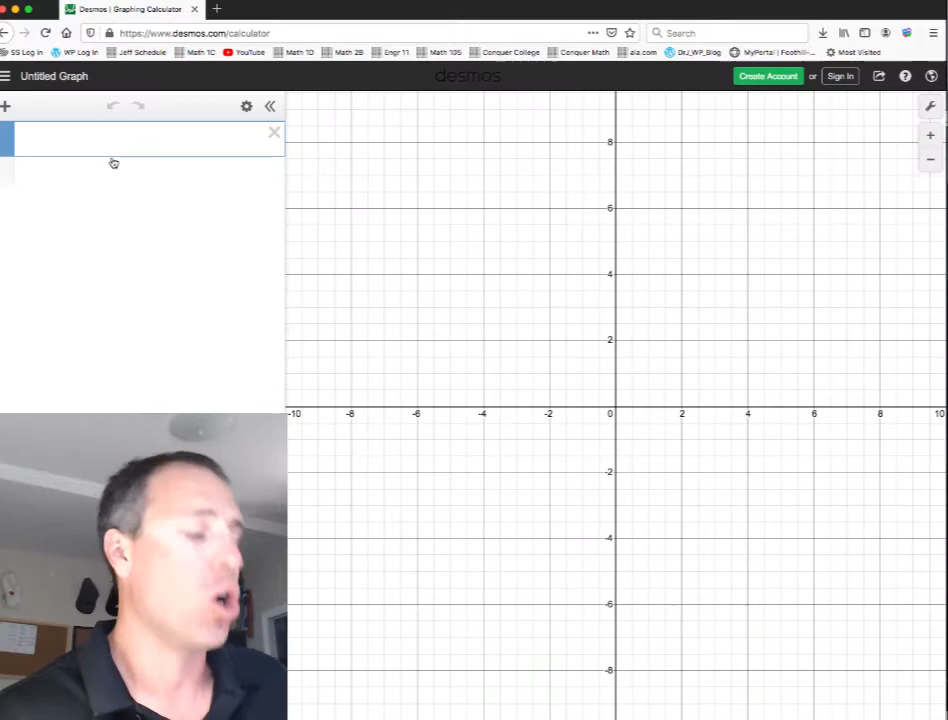 Desmos | Graphing Calculator
https://www.desmos.com/calculator
Search
SS Log in
WP Log In
Jeff Schedule
Math 1C
YouTube
Math 1D
Math 2B
Engr 11
Math 105
Conquer College
Conquer Math
ala.com
DrJ_WP_Blog
MyPortal | Foothill-...
Most Visited
Untitled Graph
desmos
Create Account
or
Sign In
8
6
4
2
-10 -8 -6 -4 -2 0 2 4 6 8 10
-2
-4
-6
-8